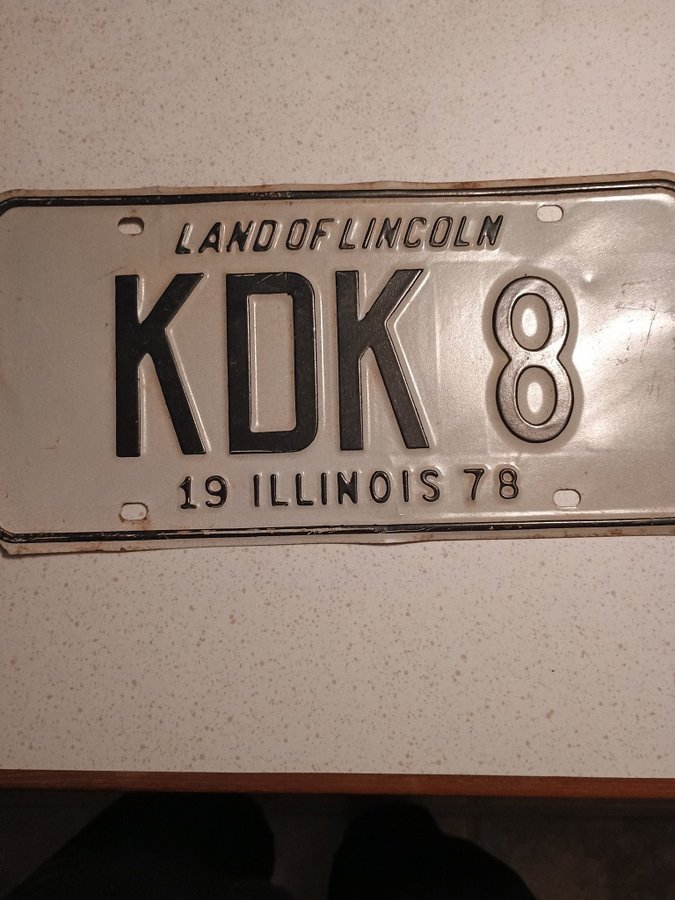 LAND OF LINCOLN
KDK 8
19 ILLINOIS 78